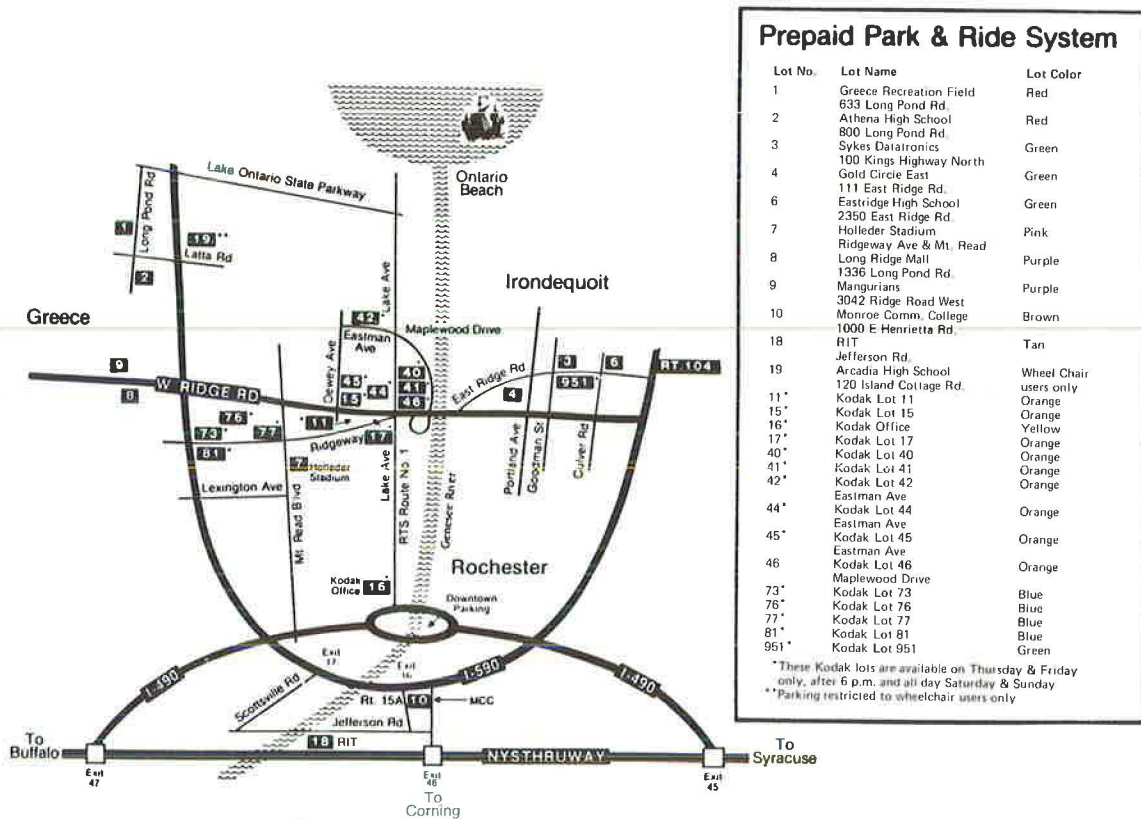 Prepaid Park & Ride System
Lot No. Lot Name Lot Color
1 Greece Recreation Field Red
633 Long Pond Rd.
2 Athena High School Red
800 Long Pond Rd.
3 Sykes Datatronics Green
100 Kings Highway North
4 Gold Circle East Green
111 East Ridge Rd.
6 Eastridge High School Green
2350 East Ridge Rd.
7 Holleder Stadium Pink
Ridgeway Ave & Mt. Read
8 Long Ridge Mall Purple
1336 Long Pond Rd.
9 Mangurians Purple
3042 Ridge Road West
10 Monroe Comm. College Brown
1000 E Henrietta Rd.
18 RIT Tan
Jefferson Rd.
19 Arcadia High School Wheel Chair
120 Island Cottage Rd. users only
11* Kodak Lot 11 Orange
15* Kodak Lot 15 Orange
16* Kodak Office Yellow
17* Kodak Lot 17 Orange
40* Kodak Lot 40 Orange
41* Kodak Lot 41 Orange
42* Kodak Lot 42 Orange
Eastman Ave
44* Kodak Lot 44 Orange
Eastman Ave
45* Kodak Lot 45 Orange
Eastman Ave
46 Kodak Lot 46 Orange
Maplewood Drive
73* Kodak Lot 73 Blue
76* Kodak Lot 76 Blue
77* Kodak Lot 77 Blue
81* Kodak Lot 81 Blue
951* Kodak Lot 951 Green
*These Kodak lots are available on Thursday & Friday
only, after 6 p.m. and all day Saturday & Sunday
**Parking restricted to wheelchair users only
Lake Ontario State Parkway
Ontario
Beach
Long Pond Rd
1
19**
Latta Rd
2
Lake Ave
Irondequoit
Greece
42*
Maplewood Drive
Eastman
Ave
Dewey Ave
9
8
W RIDGE RD
45*
44*
15*
40*
41*
46*
East Ridge Rd
3
6
951*
4
RT. 104
76*
73*
77*
81*
11*
Ridgeway
17*
7
Holleder
Stadium
Lexington Ave
Mt. Read Blvd
Lake Ave
RTS Route No. 1
Genesee River
Portland Ave
Goodman St
Culver Rd
Rochester
Kodak
Office
16*
Downtown
Parking
I-490
Exit
17
Exit
16
I-590
I-490
Scottsville Rd
Rt. 15A
10
MCC
Jefferson Rd
18 RIT
To
Buffalo
NYSTHRUWAY
To
Syracuse
Exit
47
Exit
46
To
Corning
Exit
45